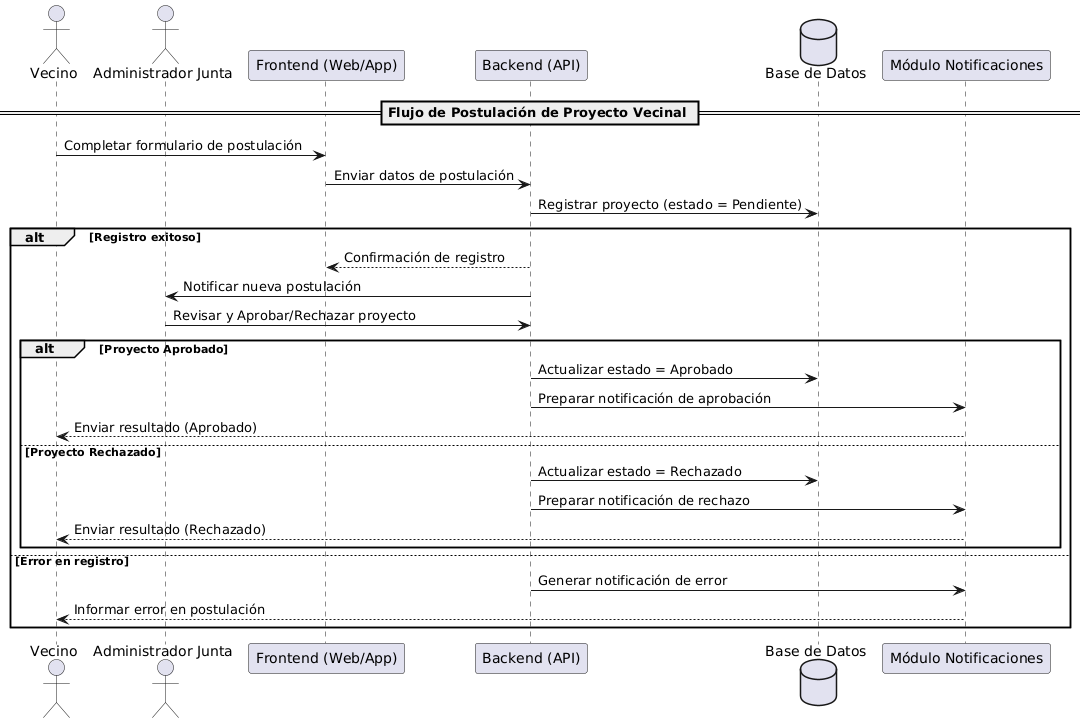 Vecino
Administrador Junta
Frontend (Web/App)
Backend (API)
Base de Datos
Módulo Notificaciones
Flujo de Postulación de Proyecto Vecinal
Completar formulario de postulación
Enviar datos de postulación
Registrar proyecto (estado = Pendiente)
alt [Registro exitoso]
Confirmación de registro
Notificar nueva postulación
Revisar y Aprobar/Rechazar proyecto
alt [Proyecto Aprobado]
Actualizar estado = Aprobado
Preparar notificación de aprobación
Enviar resultado (Aprobado)
[Proyecto Rechazado]
Actualizar estado = Rechazado
Preparar notificación de rechazo
Enviar resultado (Rechazado)
[Error en registro]
Generar notificación de error
Informar error en postulación
Vecino
Administrador Junta
Frontend (Web/App)
Backend (API)
Base de Datos
Módulo Notificaciones